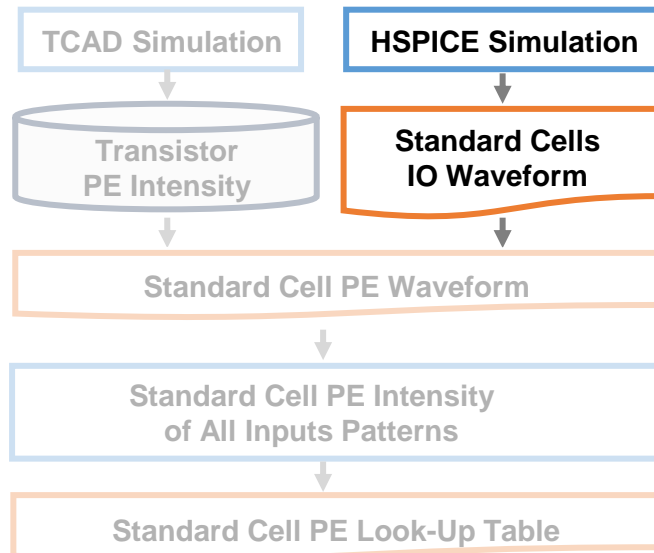 TCAD Simulation
HSPICE Simulation
Transistor
PE Intensity
Standard Cells
IO Waveform
Standard Cell PE Waveform
Standard Cell PE Intensity
of All Inputs Patterns
Standard Cell PE Look-Up Table